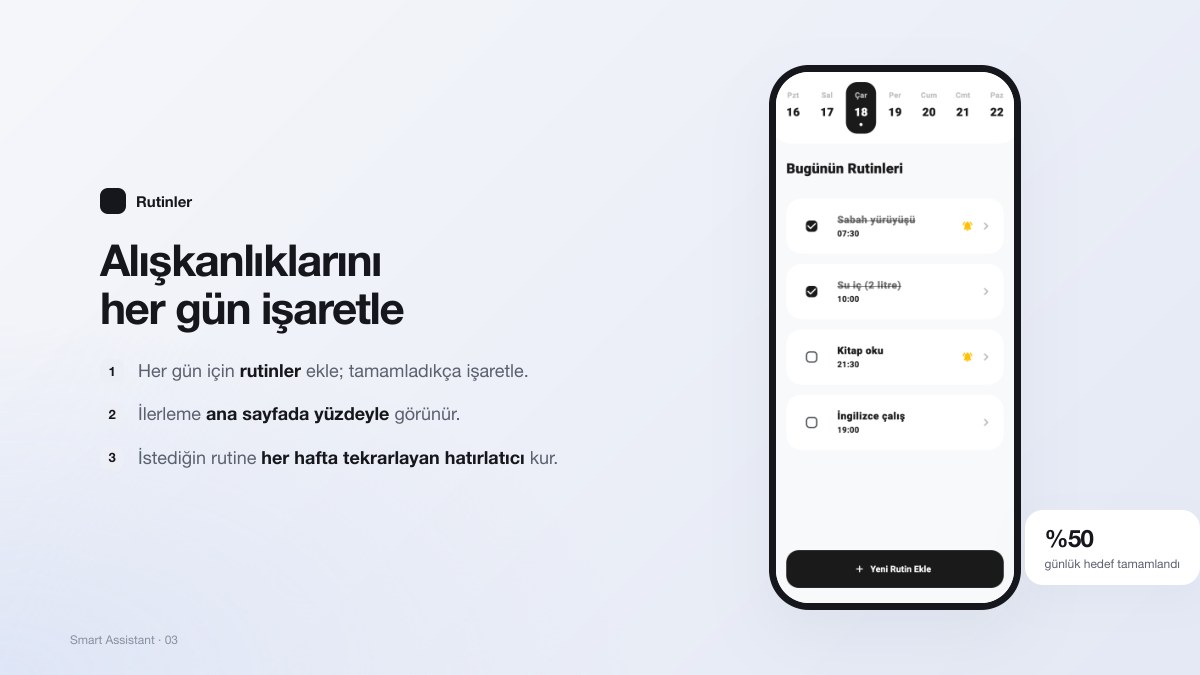 Rutinler
Alışkanlıklarını
her gün işaretle
1 Her gün için rutinler ekle; tamamladıkça işaretle.
2 İlerleme ana sayfada yüzdeyle görünür.
3 İstediğin rutine her hafta tekrarlayan hatırlatıcı kur.
Smart Assistant · 03
Pzt Sal Çar Per Cum Cmt Paz
16 17 18 19 20 21 22
Bugünün Rutinleri
Sabah yürüyüşü
07:30
Su iç (2 litre)
10:00
Kitap oku
21:30
İngilizce çalış
19:00
+ Yeni Rutin Ekle
%50
günlük hedef tamamlandı